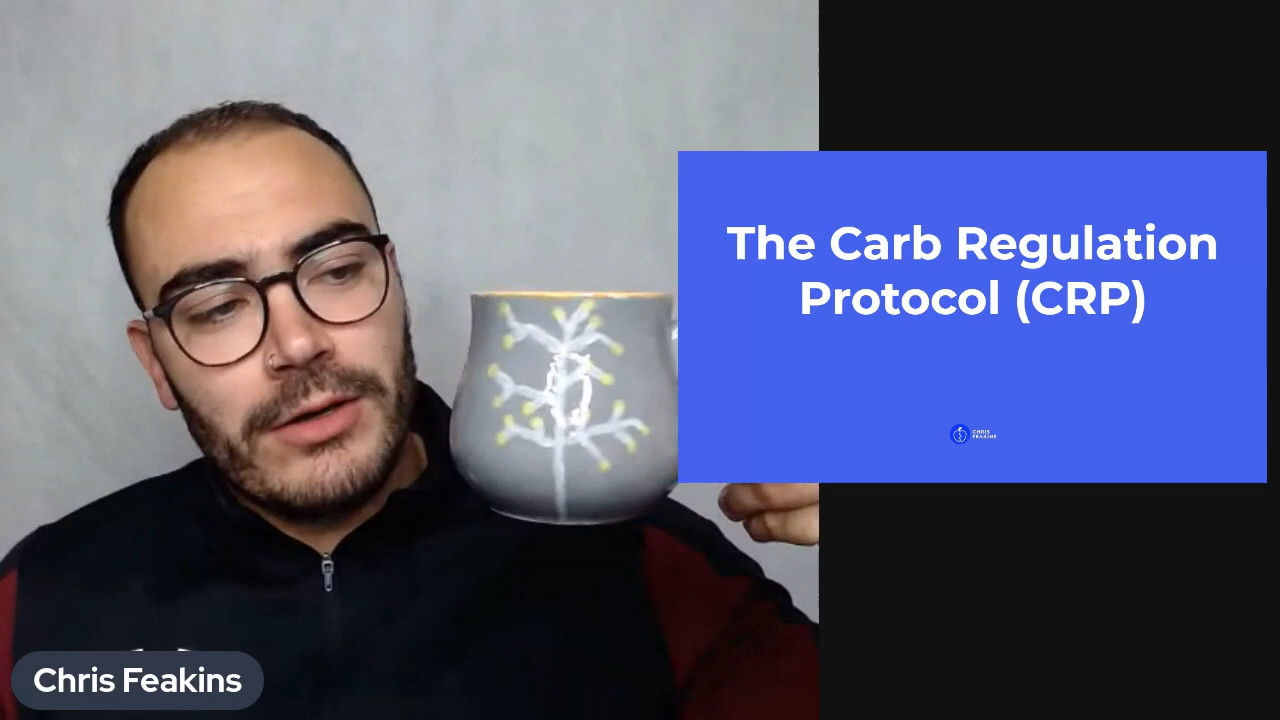 The Carb Regulation
Protocol (CRP)
CHRIS
FEAKINS
Chris Feakins